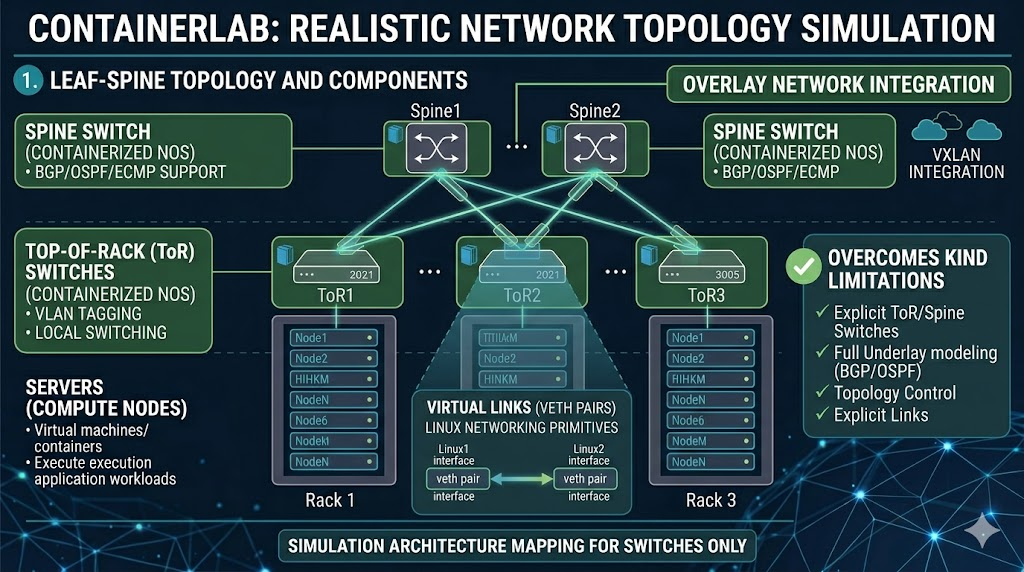 CONTAINERLAB: REALISTIC NETWORK TOPOLOGY SIMULATION
1. LEAF-SPINE TOPOLOGY AND COMPONENTS
OVERLAY NETWORK INTEGRATION
Spine1
Spine2
SPINE SWITCH
(CONTAINERIZED NOS)
• BGP/OSPF/ECMP SUPPORT
SPINE SWITCH
(CONTAINERIZED NOS)
• BGP/OSPF/ECMP
VXLAN
INTEGRATION
TOP-OF-RACK (ToR)
SWITCHES
(CONTAINERIZED NOS)
• VLAN TAGGING
• LOCAL SWITCHING
2021
ToR1
2021
ToR2
3005
ToR3
OVERCOMES KIND
LIMITATIONS
✓ Explicit ToR/Spine
Switches
✓ Full Underlay modeling
(BGP/OSPF)
✓ Topology Control
✓ Explicit Links
SERVERS
(COMPUTE NODES)
• Virtual machines/
containers
• Execute execution
application workloads
Node1
Node2
HIHKM
NodeN
Node6
NodeN
Rack 1
Node2
HINKM
VIRTUAL LINKS (VETH PAIRS)
LINUX NETWORKING PRIMITIVES
Linux1
interface
veth pair
interface
Linux2
interface
veth pair
interface
Node1
Node2
NodeN
Node6
NodeM
NodeN
Rack 3
SIMULATION ARCHITECTURE MAPPING FOR SWITCHES ONLY